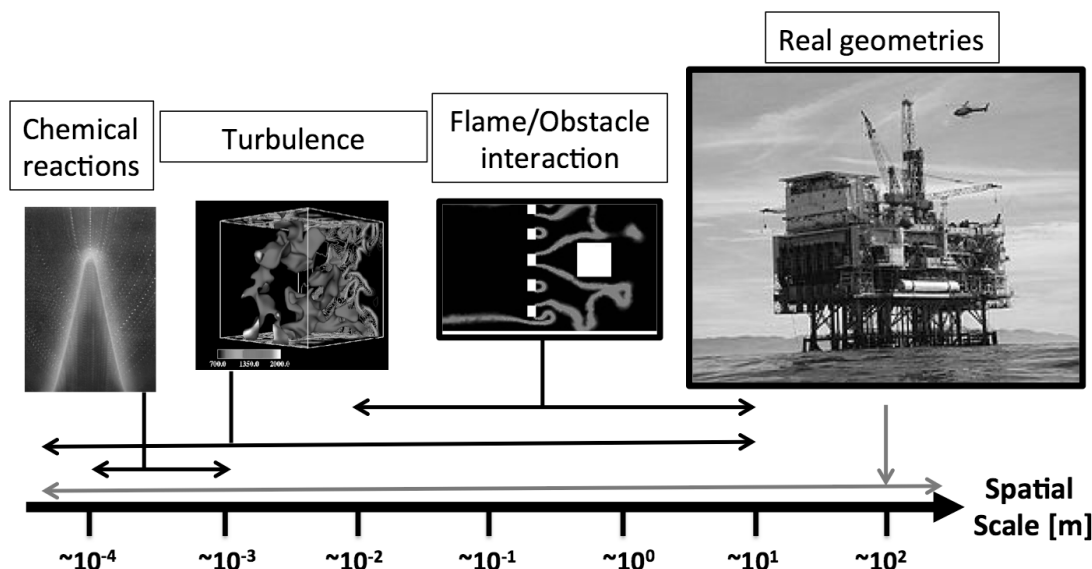 Real geometries
Chemical
reactions
Turbulence
Flame/Obstacle
interaction
700.0 1350.0 2000.0
Spatial
Scale [m]
~10⁻⁴ ~10⁻³ ~10⁻² ~10⁻¹ ~10⁰ ~10¹ ~10²